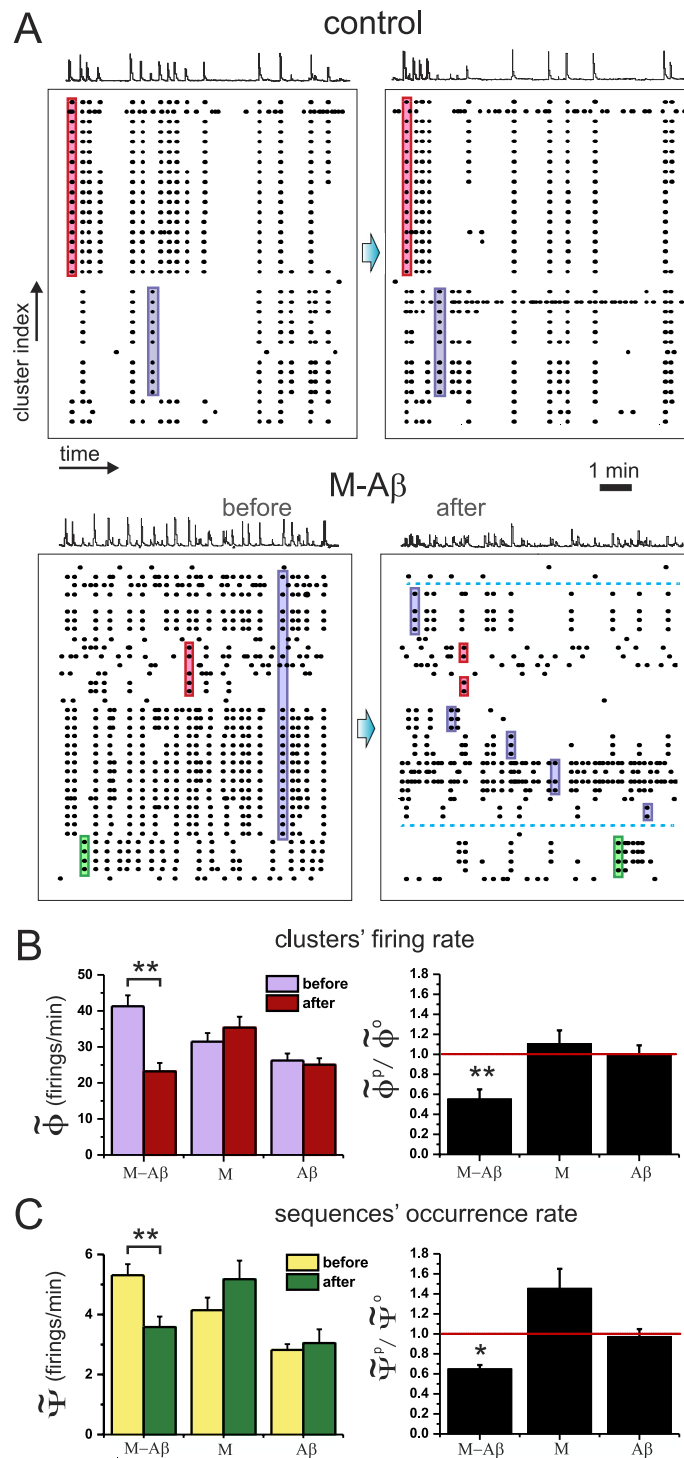 A
control
cluster index
time
M-Aβ
1 min
before
after
B
clusters' firing rate
**
before
after
50
40
30
20
10
0
Φ̃ (firings/min)
M−Aβ
M
Aβ
1.8
1.6
1.4
1.2
1.0
0.8
0.6
0.4
0.2
0.0
Φ̃ᵖ/ Φ̃ᵒ
**
M−Aβ
M
Aβ
C
sequences' occurrence rate
**
before
after
6
4
2
0
Ψ̃ (firings/min)
M−Aβ
M
Aβ
1.8
1.6
1.4
1.2
1.0
0.8
0.6
0.4
0.2
0.0
Ψ̃ᵖ/ Ψ̃ᵒ
*
M−Aβ
M
Aβ